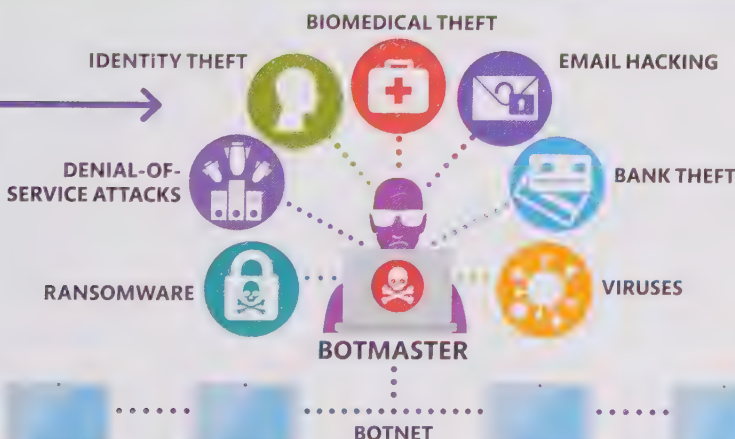 BIOMEDICAL THEFT
IDENTITY THEFT
EMAIL HACKING
DENIAL-OF-
SERVICE ATTACKS
BANK THEFT
RANSOMWARE
VIRUSES
BOTMASTER
BOTNET